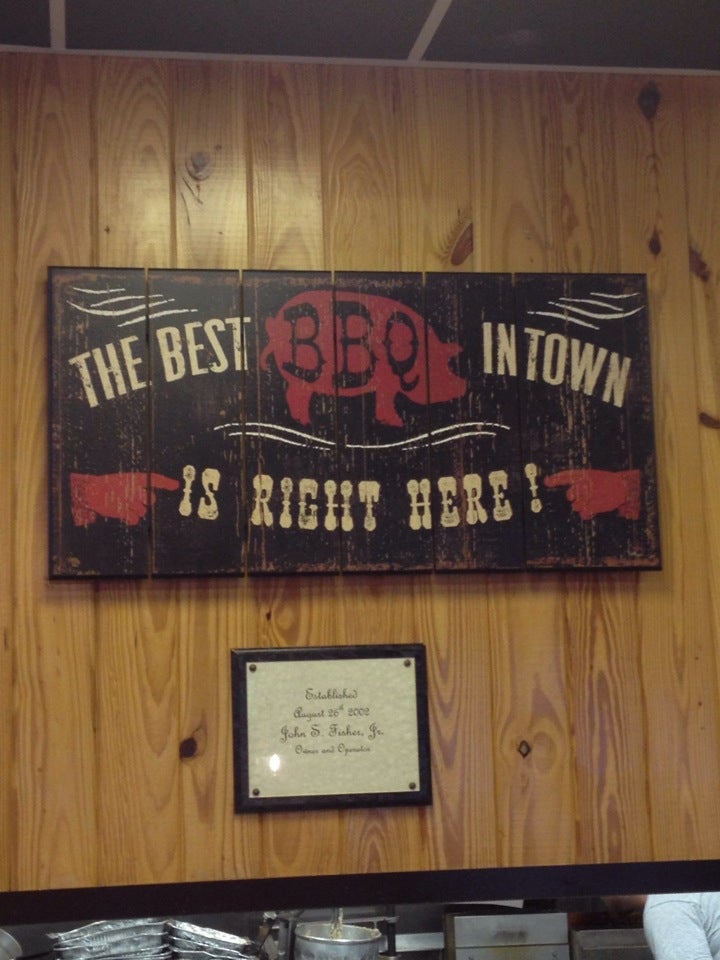 THE BEST BBQ IN TOWN
IS RIGHT HERE!
Established
August 26th 2002
John S. Fisher, Jr.
Owner and Operator